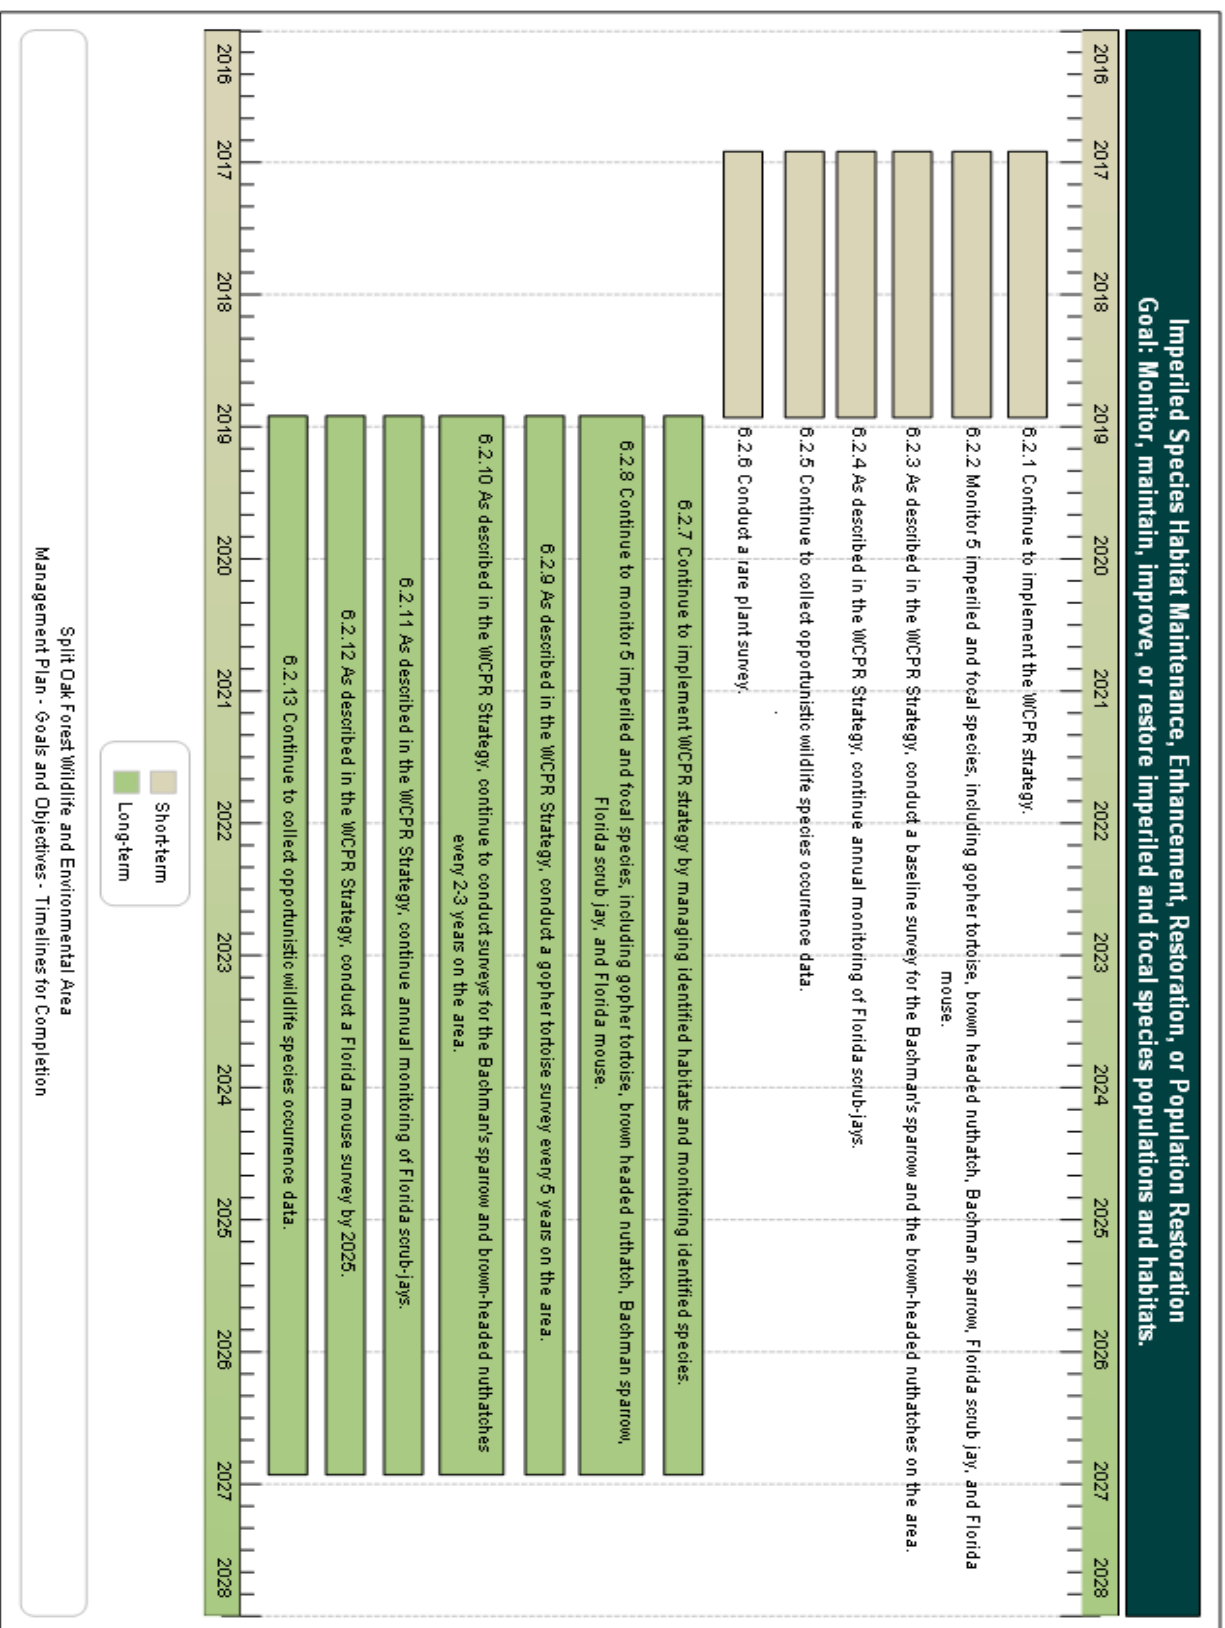 Imperiled Species Habitat Maintenance, Enhancement, Restoration, or Population Restoration
Goal: Monitor, maintain, improve, or restore imperiled and focal species populations and habitats.
2016 2017 2018 2019 2020 2021 2022 2023 2024 2025 2026 2027 2028
6.2.1 Continue to implement the WCPR strategy.
6.2.2 Monitor 5 imperiled and focal species, including gopher tortoise, brown headed nuthatch, Bachman sparrow, Florida scrub jay, and Florida
mouse.
6.2.3 As described in the WCPR Strategy, conduct a baseline survey for the Bachman's sparrow and the brown-headed nuthatches on the area.
6.2.4 As described in the WCPR Strategy, continue annual monitoring of Florida scrub-jays.
6.2.5 Continue to collect opportunistic wildlife species occurrence data.
6.2.6 Conduct a rare plant survey.
6.2.7 Continue to implement WCPR strategy by managing identified habitats and monitoring identified species.
6.2.8 Continue to monitor 5 imperiled and focal species, including gopher tortoise, brown headed nuthatch, Bachman sparrow,
Florida scrub jay, and Florida mouse.
6.2.9 As described in the WCPR Strategy, conduct a gopher tortoise survey every 5 years on the area.
6.2.10 As described in the WCPR Strategy, continue to conduct surveys for the Bachman's sparrow and brown-headed nuthatches
every 2-3 years on the area.
6.2.11 As described in the WCPR Strategy, continue annual monitoring of Florida scrub-jays.
6.2.12 As described in the WCPR Strategy, conduct a Florida mouse survey by 2025.
6.2.13 Continue to collect opportunistic wildlife species occurrence data.
2016 2017 2018 2019 2020 2021 2022 2023 2024 2025 2026 2027 2028
Short-term
Long-term
Split Oak Forest Wildlife and Environmental Area
Management Plan - Goals and Objectives - Timelines for Completion